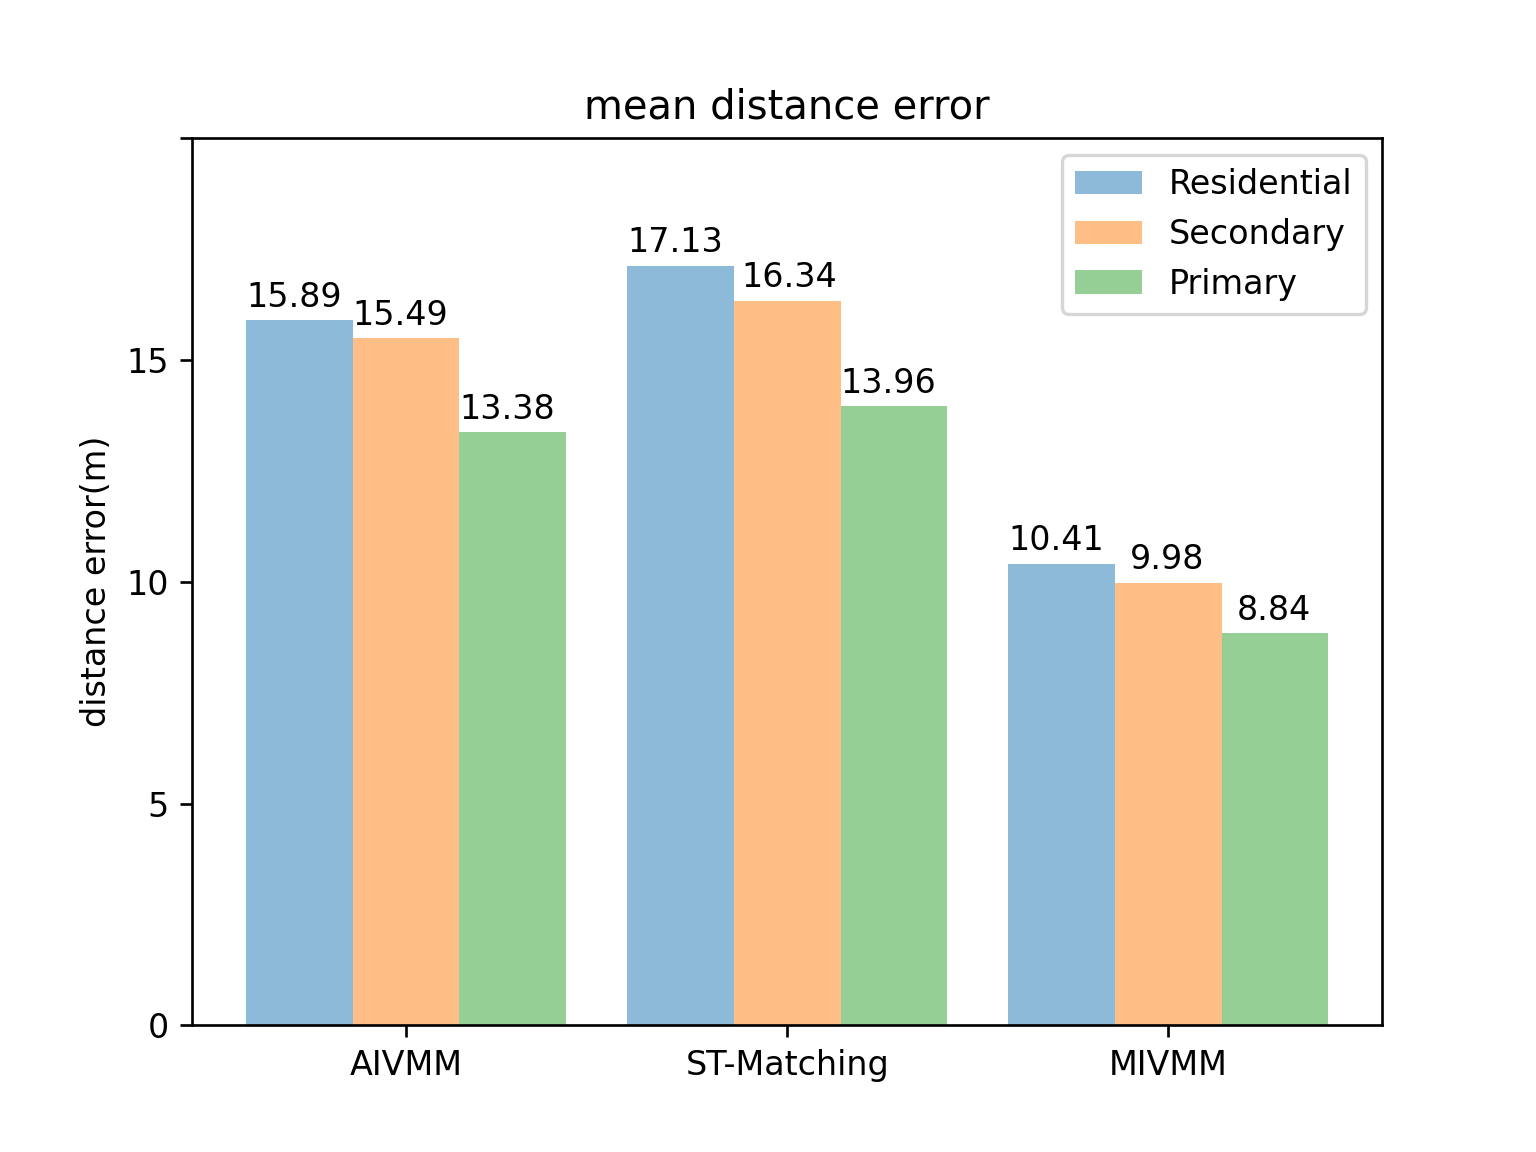 mean distance error
Residential
Secondary
Primary
17.13
16.34
15.89
15.49
13.96
13.38
10.41
9.98
8.84
distance error(m)
15
10
5
0
AIVMM
ST-Matching
MIVMM